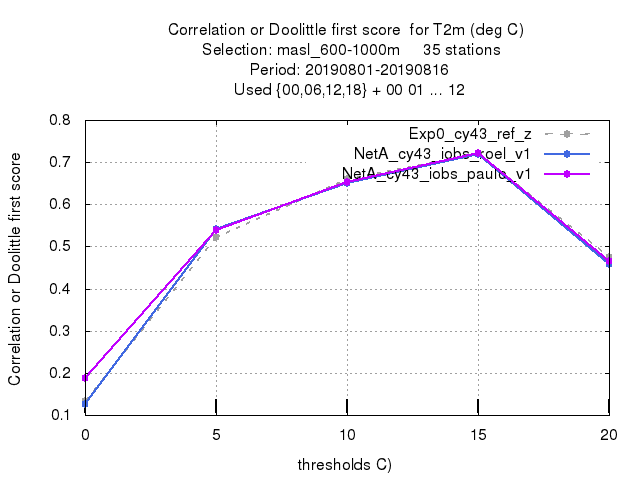 Correlation or Doolittle first score for T2m (deg C)
Selection: masl_600-1000m 35 stations
Period: 20190801-20190816
Used {00,06,12,18} + 00 01 ... 12
Correlation or Doolittle first score
0.8
0.7
0.6
0.5
0.4
0.3
0.2
0.1
Exp0_cy43_ref_z
NetA_cy43_iobs_roel_v1
NetA_cy43_iobs_paulo_v1
0 5 10 15 20
thresholds C)